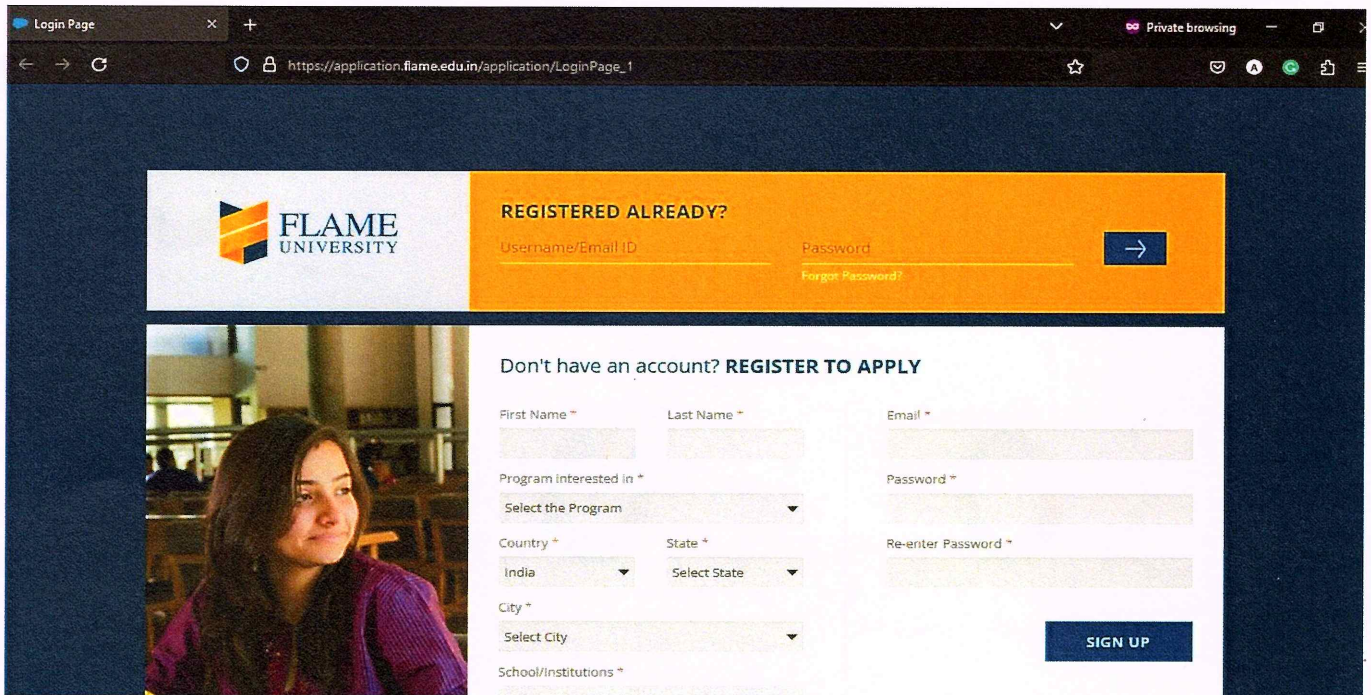 Login Page
Private browsing
https://application.flame.edu.in/application/LoginPage_1
FLAME
UNIVERSITY
REGISTERED ALREADY?
Username/Email ID
Password
Forgot Password?
Don't have an account? REGISTER TO APPLY
First Name *
Last Name *
Email *
Program Interested in *
Password *
Select the Program
Country *
State *
Re-enter Password *
India
Select State
City *
Select City
SIGN UP
School/Institutions *